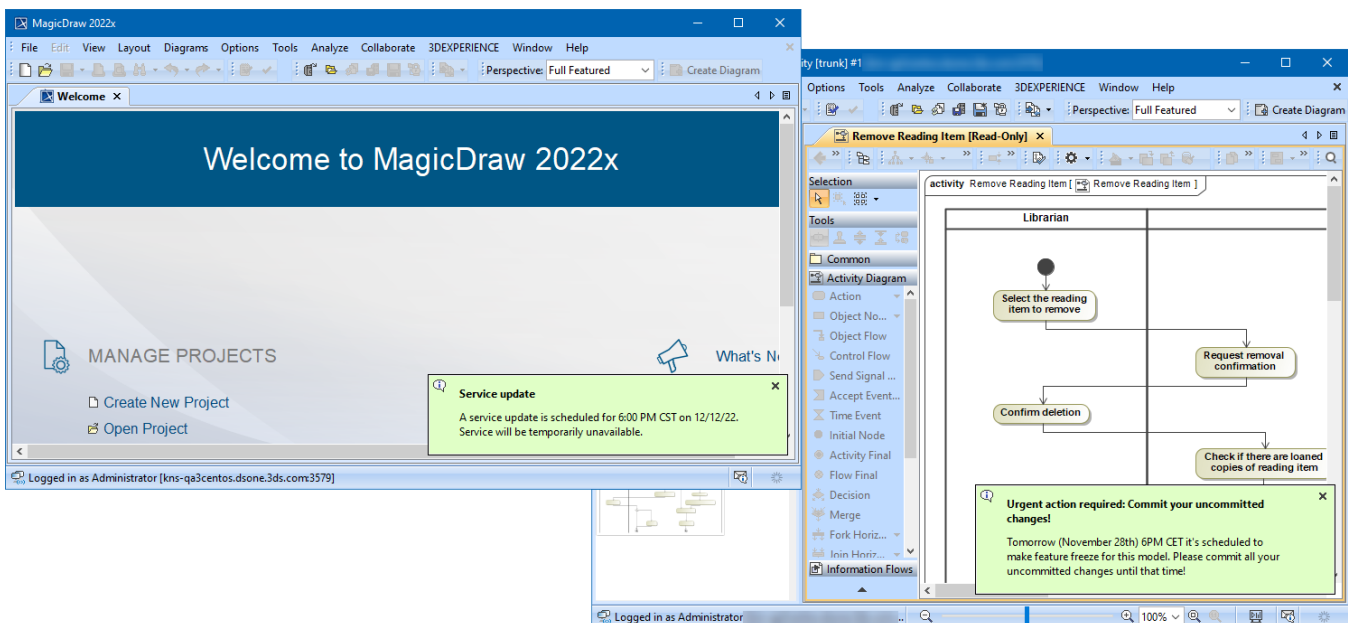 MagicDraw 2022x
File Edit View Layout Diagrams Options Tools Analyze Collaborate 3DEXPERIENCE Window Help
Perspective: Full Featured Create Diagram
Welcome
Welcome to MagicDraw 2022x
MANAGE PROJECTS
What's N
Create New Project
Open Project
Service update
A service update is scheduled for 6:00 PM CST on 12/12/22.
Service will be temporarily unavailable.
Logged in as Administrator [kns-qa3centos.dsone.3ds.com:3579]
ity [trunk] #1
Options Tools Analyze Collaborate 3DEXPERIENCE Window Help
Perspective: Full Featured Create Diagram
Remove Reading Item [Read-Only]
Selection
Tools
Common
Activity Diagram
Action
Object No...
Object Flow
Control Flow
Send Signal ...
Accept Event...
Time Event
Initial Node
Activity Final
Flow Final
Decision
Merge
Fork Horiz...
Join Horiz...
Information Flows
activity Remove Reading Item [ Remove Reading Item ]
Librarian
Select the reading
item to remove
Request removal
confirmation
Confirm deletion
Check if there are loaned
copies of reading item
Urgent action required: Commit your uncommitted
changes!
Tomorrow (November 28th) 6PM CET it's scheduled to
make feature freeze for this model. Please commit all your
uncommitted changes until that time!
Logged in as Administrator
100%